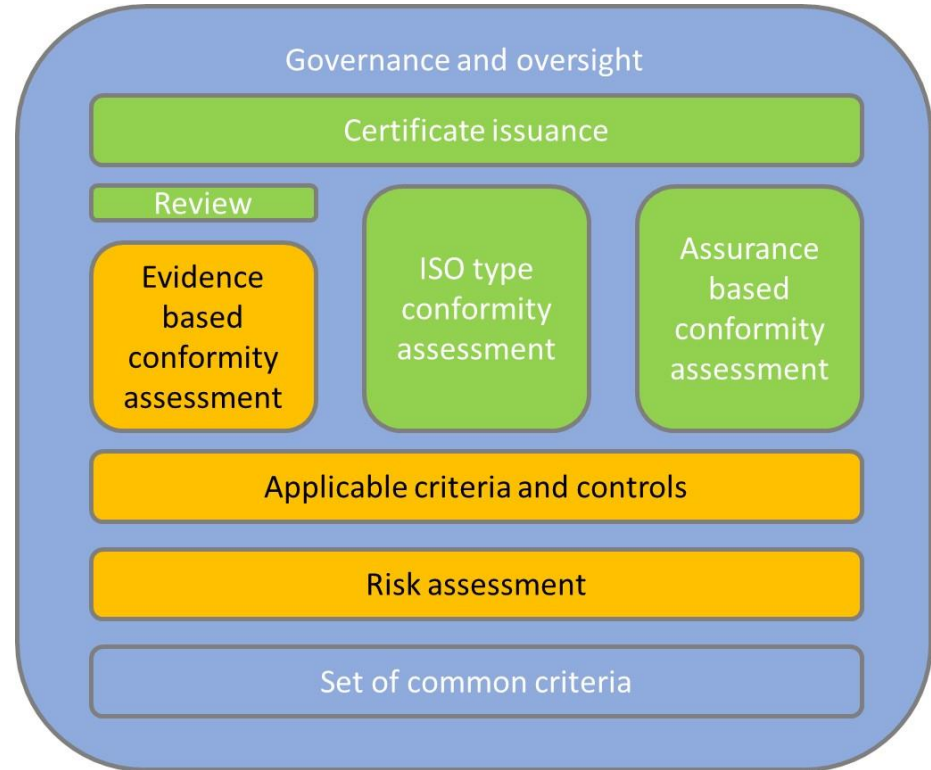 Governance and oversight
Certificate issuance
Review
Evidence
based
conformity
assessment
ISO type
conformity
assessment
Assurance
based
conformity
assessment
Applicable criteria and controls
Risk assessment
Set of common criteria